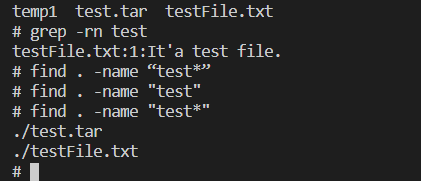 temp1  test.tar  testFile.txt
# grep -rn test
testFile.txt:1:It'a test file.
# find . -name “test*”
# find . -name "test"
# find . -name "test*"
./test.tar
./testFile.txt
#